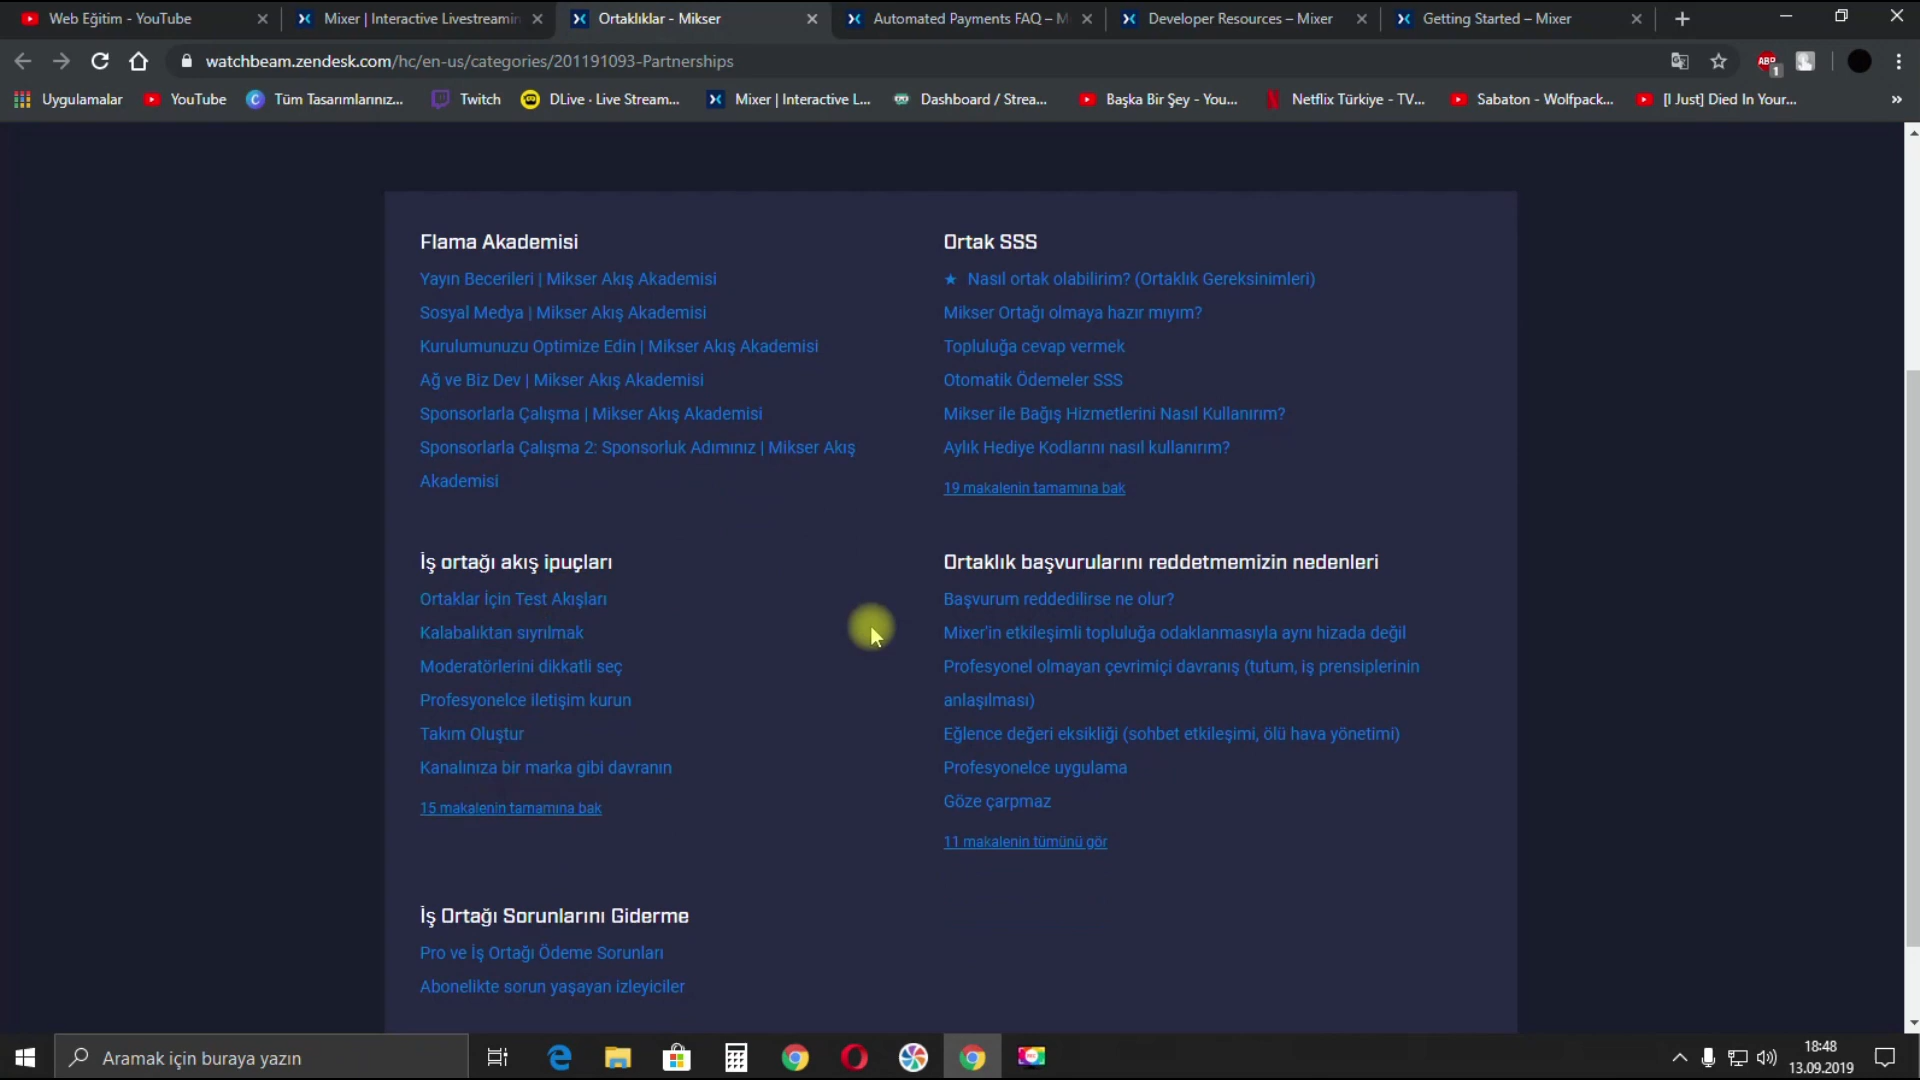 Web Eğitim - YouTube
Mixer | Interactive Livestreamin
Ortaklıklar - Mikser
Automated Payments FAQ – M
Developer Resources – Mixer
Getting Started – Mixer
watchbeam.zendesk.com/hc/en-us/categories/201191093-Partnerships
ABP
1
Uygulamalar
YouTube
Tüm Tasarımlarınız...
Twitch
DLive · Live Stream...
Mixer | Interactive L...
Dashboard / Strea...
Başka Bir Şey - You...
Netflix Türkiye - TV...
Sabaton - Wolfpack...
[I Just] Died In Your...
»
Flama Akademisi
Yayın Becerileri | Mikser Akış Akademisi
Sosyal Medya | Mikser Akış Akademisi
Kurulumunuzu Optimize Edin | Mikser Akış Akademisi
Ağ ve Biz Dev | Mikser Akış Akademisi
Sponsorlarla Çalışma | Mikser Akış Akademisi
Sponsorlarla Çalışma 2: Sponsorluk Adımınız | Mikser Akış
Akademisi
Ortak SSS
★ Nasıl ortak olabilirim? (Ortaklık Gereksinimleri)
Mikser Ortağı olmaya hazır mıyım?
Topluluğa cevap vermek
Otomatik Ödemeler SSS
Mikser ile Bağış Hizmetlerini Nasıl Kullanırım?
Aylık Hediye Kodlarını nasıl kullanırım?
19 makalenin tamamına bak
İş ortağı akış ipuçları
Ortaklar İçin Test Akışları
Kalabalıktan sıyrılmak
Moderatörlerini dikkatli seç
Profesyonelce iletişim kurun
Takım Oluştur
Kanalınıza bir marka gibi davranın
15 makalenin tamamına bak
Ortaklık başvurularını reddetmemizin nedenleri
Başvurum reddedilirse ne olur?
Mixer'in etkileşimli topluluğa odaklanmasıyla aynı hizada değil
Profesyonel olmayan çevrimiçi davranış (tutum, iş prensiplerinin
anlaşılması)
Eğlence değeri eksikliği (sohbet etkileşimi, ölü hava yönetimi)
Profesyonelce uygulama
Göze çarpmaz
11 makalenin tümünü gör
İş Ortağı Sorunlarını Giderme
Pro ve İş Ortağı Ödeme Sorunları
Abonelikte sorun yaşayan izleyiciler
Aramak için buraya yazın
18:48
13.09.2019